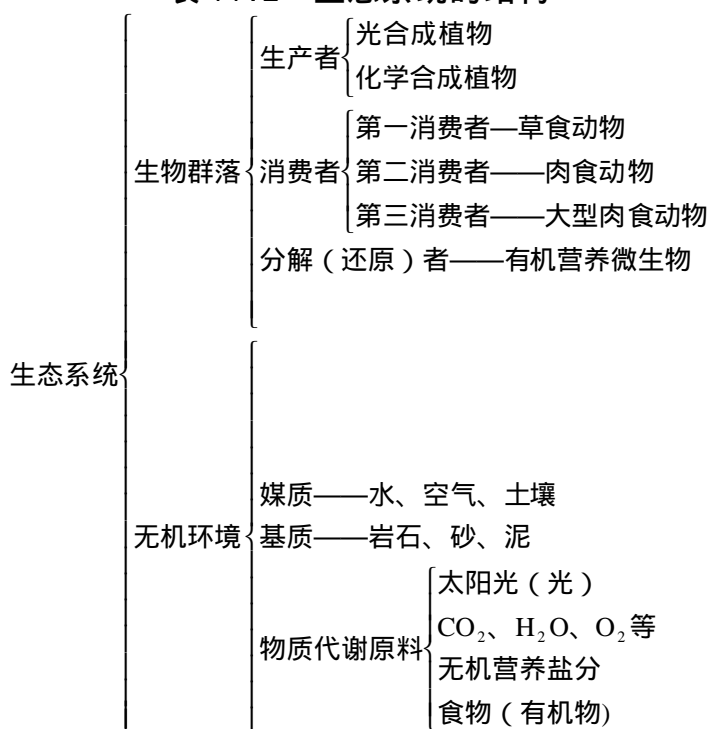 生产者
光合成植物
化学合成植物
生物群落
消费者
第一消费者—草食动物
第二消费者——肉食动物
第三消费者——大型肉食动物
分解（还原）者——有机营养微生物
生态系统
无机环境
媒质——水、空气、土壤
基质——岩石、砂、泥
物质代谢原料
太阳光（光）
CO₂、H₂O、O₂等
无机营养盐分
食物（有机物)